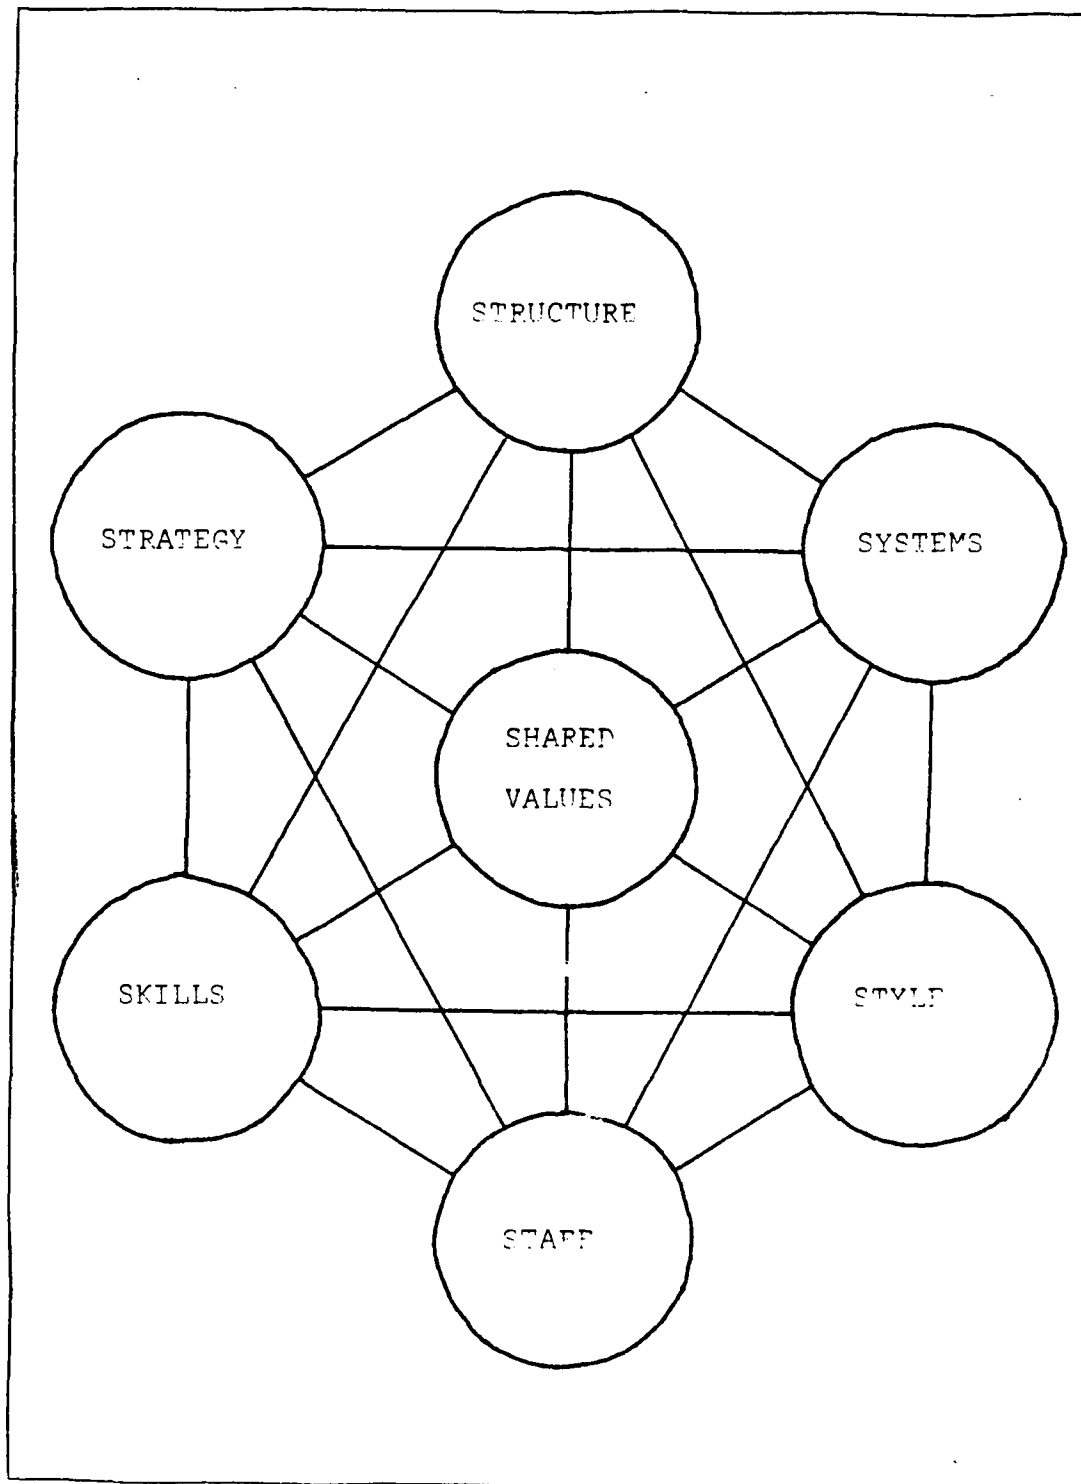 STRUCTURE
STRATEGY
SYSTEMS
SHARED
VALUES
SKILLS
STYLE
STAFF